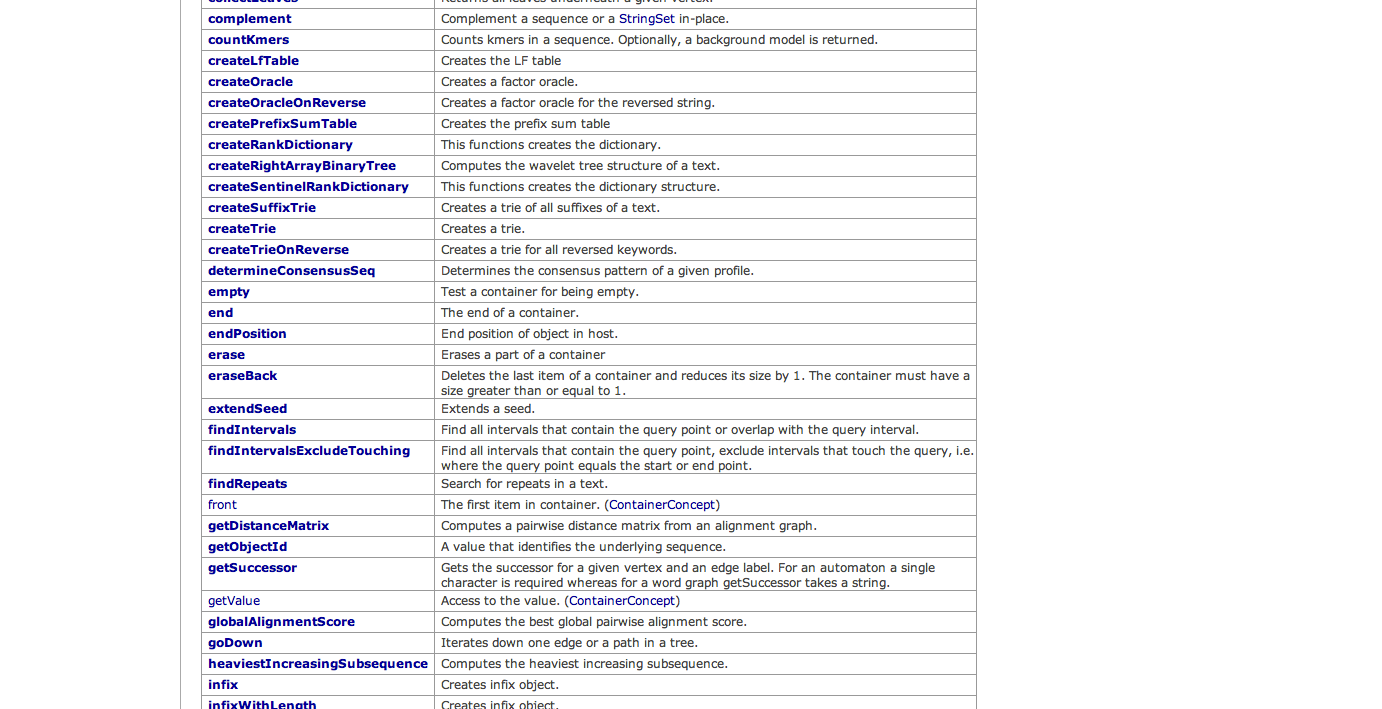 collectLeaves Returns all leaves underneath a given vertex.
complement Complement a sequence or a StringSet in-place.
countKmers Counts kmers in a sequence. Optionally, a background model is returned.
createLfTable Creates the LF table
createOracle Creates a factor oracle.
createOracleOnReverse Creates a factor oracle for the reversed string.
createPrefixSumTable Creates the prefix sum table
createRankDictionary This functions creates the dictionary.
createRightArrayBinaryTree Computes the wavelet tree structure of a text.
createSentinelRankDictionary This functions creates the dictionary structure.
createSuffixTrie Creates a trie of all suffixes of a text.
createTrie Creates a trie.
createTrieOnReverse Creates a trie for all reversed keywords.
determineConsensusSeq Determines the consensus pattern of a given profile.
empty Test a container for being empty.
end The end of a container.
endPosition End position of object in host.
erase Erases a part of a container
eraseBack Deletes the last item of a container and reduces its size by 1. The container must have a
size greater than or equal to 1.
extendSeed Extends a seed.
findIntervals Find all intervals that contain the query point or overlap with the query interval.
findIntervalsExcludeTouching Find all intervals that contain the query point, exclude intervals that touch the query, i.e.
where the query point equals the start or end point.
findRepeats Search for repeats in a text.
front The first item in container. (ContainerConcept)
getDistanceMatrix Computes a pairwise distance matrix from an alignment graph.
getObjectId A value that identifies the underlying sequence.
getSuccessor Gets the successor for a given vertex and an edge label. For an automaton a single
character is required whereas for a word graph getSuccessor takes a string.
getValue Access to the value. (ContainerConcept)
globalAlignmentScore Computes the best global pairwise alignment score.
goDown Iterates down one edge or a path in a tree.
heaviestIncreasingSubsequence Computes the heaviest increasing subsequence.
infix Creates infix object.
infixWithLength Creates infix object.